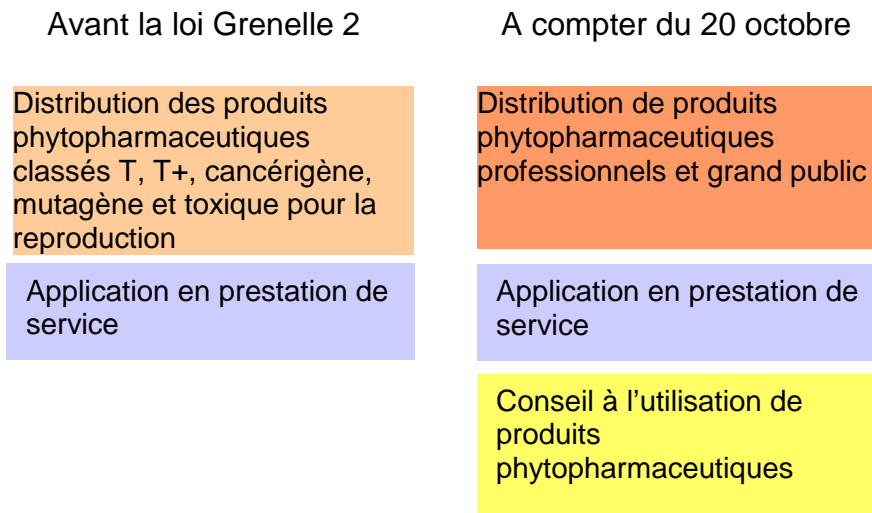 Avant la loi Grenelle 2
Distribution des produits
phytopharmaceutiques
classés T, T+, cancérigène,
mutagène et toxique pour la
reproduction
Application en prestation de
service
A compter du 20 octobre
Distribution de produits
phytopharmaceutiques
professionnels et grand public
Application en prestation de
service
Conseil à l’utilisation de
produits
phytopharmaceutiques